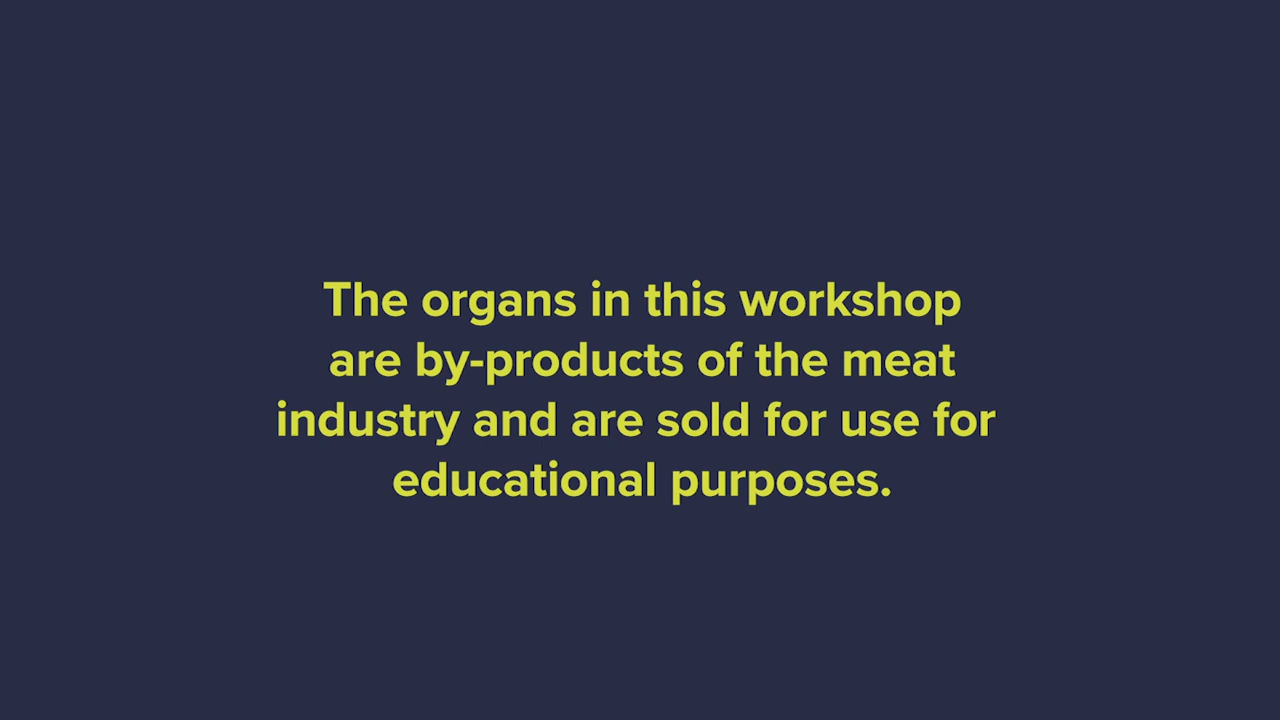 The organs in this workshop
are by-products of the meat
industry and are sold for use for
educational purposes.